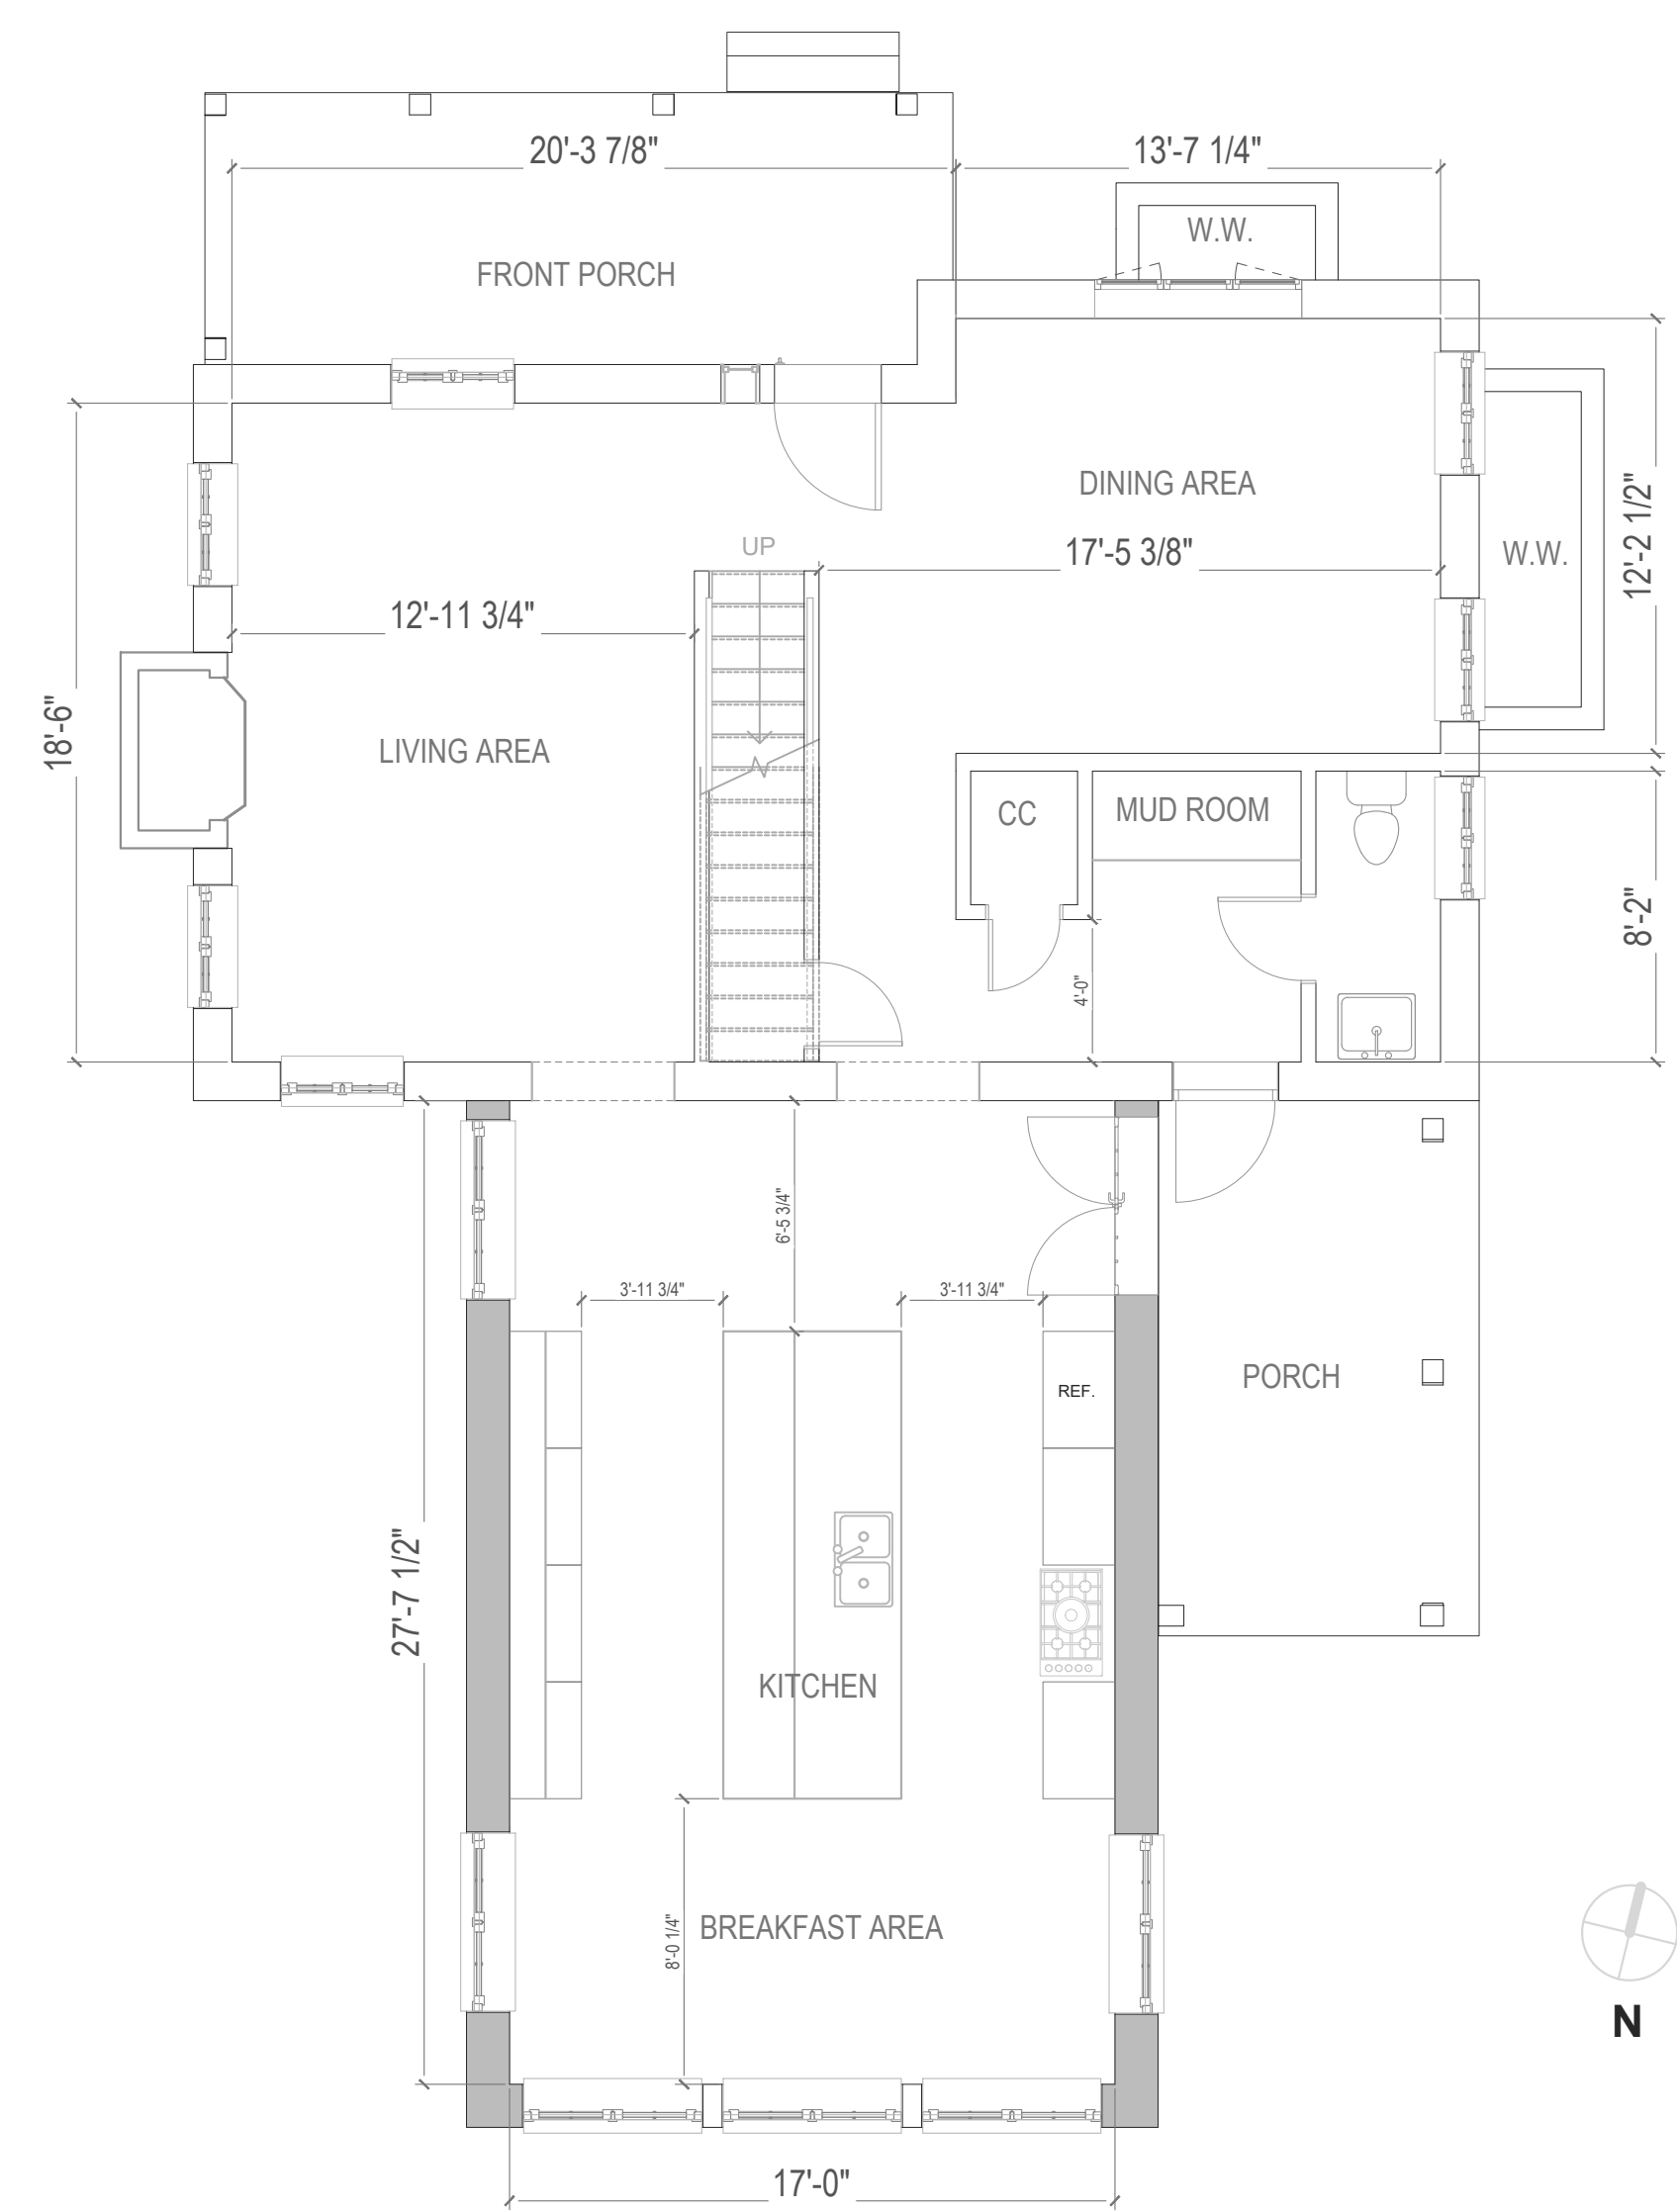 20'-3 7/8"
13'-7 1/4"
W.W.
FRONT PORCH
DINING AREA
UP
17'-5 3/8"
12'-2 1/2"
W.W.
12'-11 3/4"
18'-6"
LIVING AREA
CC
MUD ROOM
8'-2"
4'-0"
6'-5 3/4"
3'-11 3/4"
3'-11 3/4"
REF.
PORCH
27'-7 1/2"
KITCHEN
8'-0 1/4"
BREAKFAST AREA
N
17'-0"